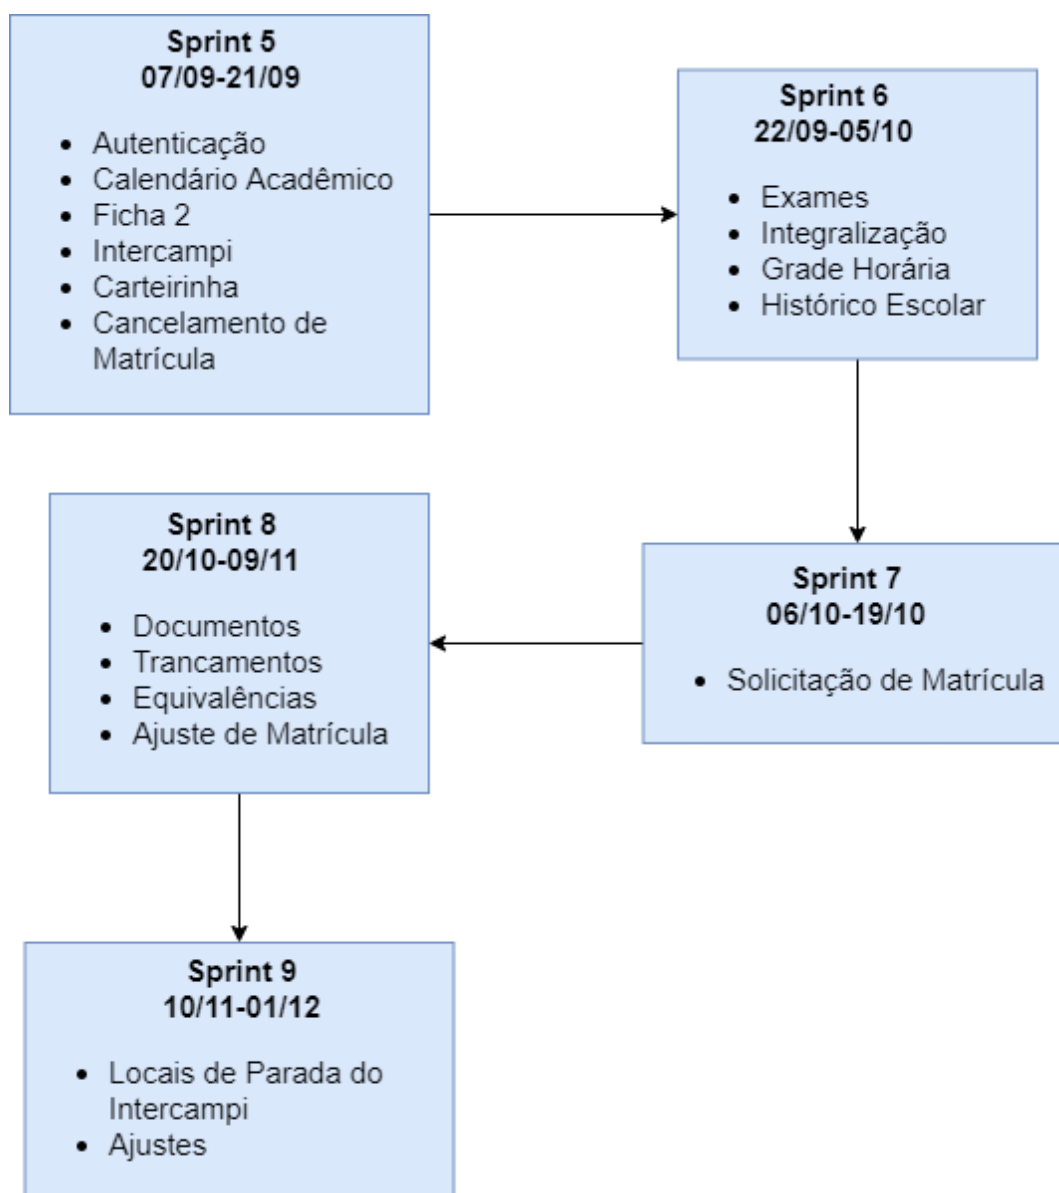 Sprint 5
07/09-21/09
• Autenticação
• Calendário Acadêmico
• Ficha 2
• Intercampi
• Carteirinha
• Cancelamento de
Matrícula
Sprint 6
22/09-05/10
• Exames
• Integralização
• Grade Horária
• Histórico Escolar
Sprint 7
06/10-19/10
• Solicitação de Matrícula
Sprint 8
20/10-09/11
• Documentos
• Trancamentos
• Equivalências
• Ajuste de Matrícula
Sprint 9
10/11-01/12
• Locais de Parada do
Intercampi
• Ajustes